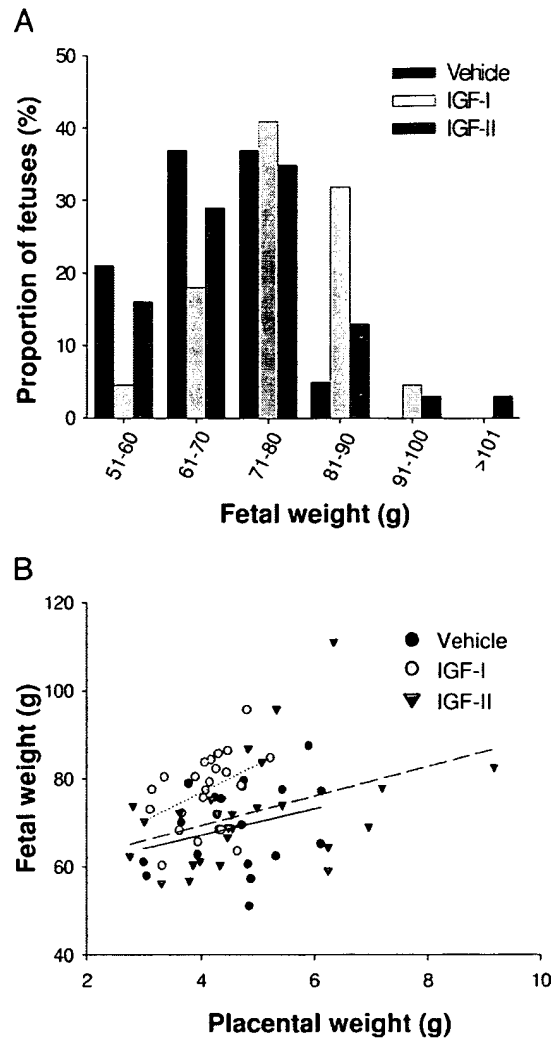 A
50
40
30
20
10
0
Proportion of fetuses (%)
Vehicle
IGF-I
IGF-II
51-60
61-70
71-80
81-90
91-100
>101
Fetal weight (g)
B
120
100
80
60
40
Fetal weight (g)
Vehicle
IGF-I
IGF-II
2
4
6
8
10
Placental weight (g)